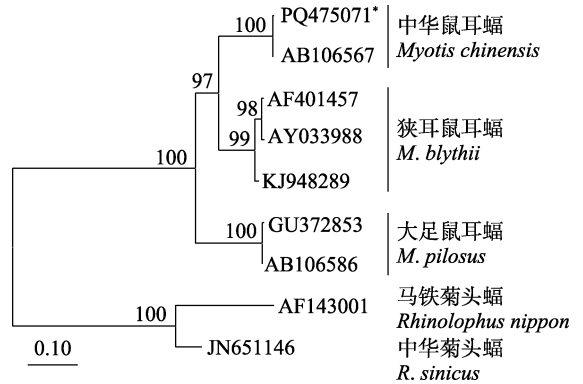 100
PQ475071*
AB106567
中华鼠耳蝠
Myotis chinensis
97
98
AF401457
AY033988
99
KJ948289
狭耳鼠耳蝠
M. blythii
100
100
GU372853
AB106586
大足鼠耳蝠
M. pilosus
100
AF143001
马铁菊头蝠
Rhinolophus nippon
JN651146
中华菊头蝠
R. sinicus
0.10